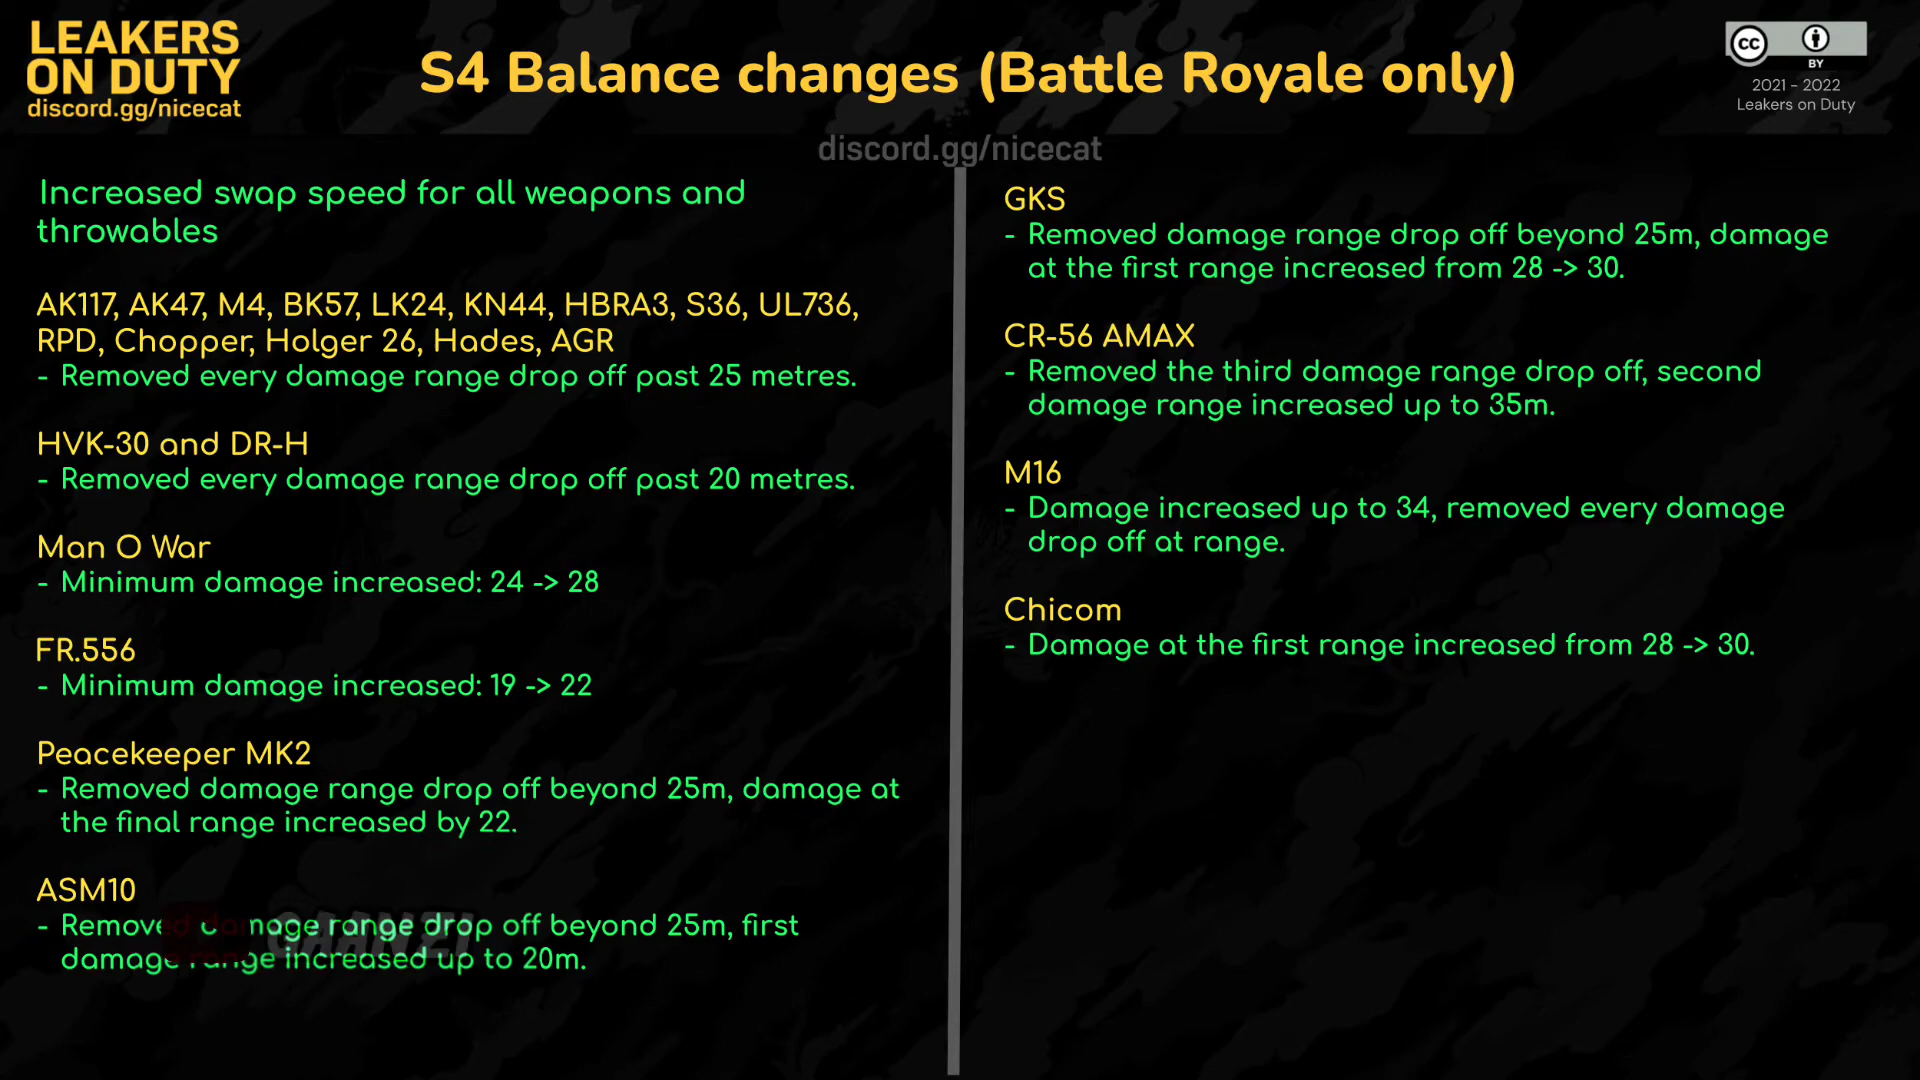 LEAKERS
ON DUTY
discord.gg/nicecat
S4 Balance changes (Battle Royale only)
CC
BY
2021 - 2022
Leakers on Duty
discord.gg/nicecat
Increased swap speed for all weapons and
throwables
AK117, AK47, M4, BK57, LK24, KN44, HBRA3, S36, UL736,
RPD, Chopper, Holger 26, Hades, AGR
- Removed every damage range drop off past 25 metres.
HVK-30 and DR-H
- Removed every damage range drop off past 20 metres.
Man O War
- Minimum damage increased: 24 -> 28
FR.556
- Minimum damage increased: 19 -> 22
Peacekeeper MK2
- Removed damage range drop off beyond 25m, damage at
the final range increased by 22.
ASM10
- Removed damage range drop off beyond 25m, first
damage range increased up to 20m.
GKS
- Removed damage range drop off beyond 25m, damage
at the first range increased from 28 -> 30.
CR-56 AMAX
- Removed the third damage range drop off, second
damage range increased up to 35m.
M16
- Damage increased up to 34, removed every damage
drop off at range.
Chicom
- Damage at the first range increased from 28 -> 30.